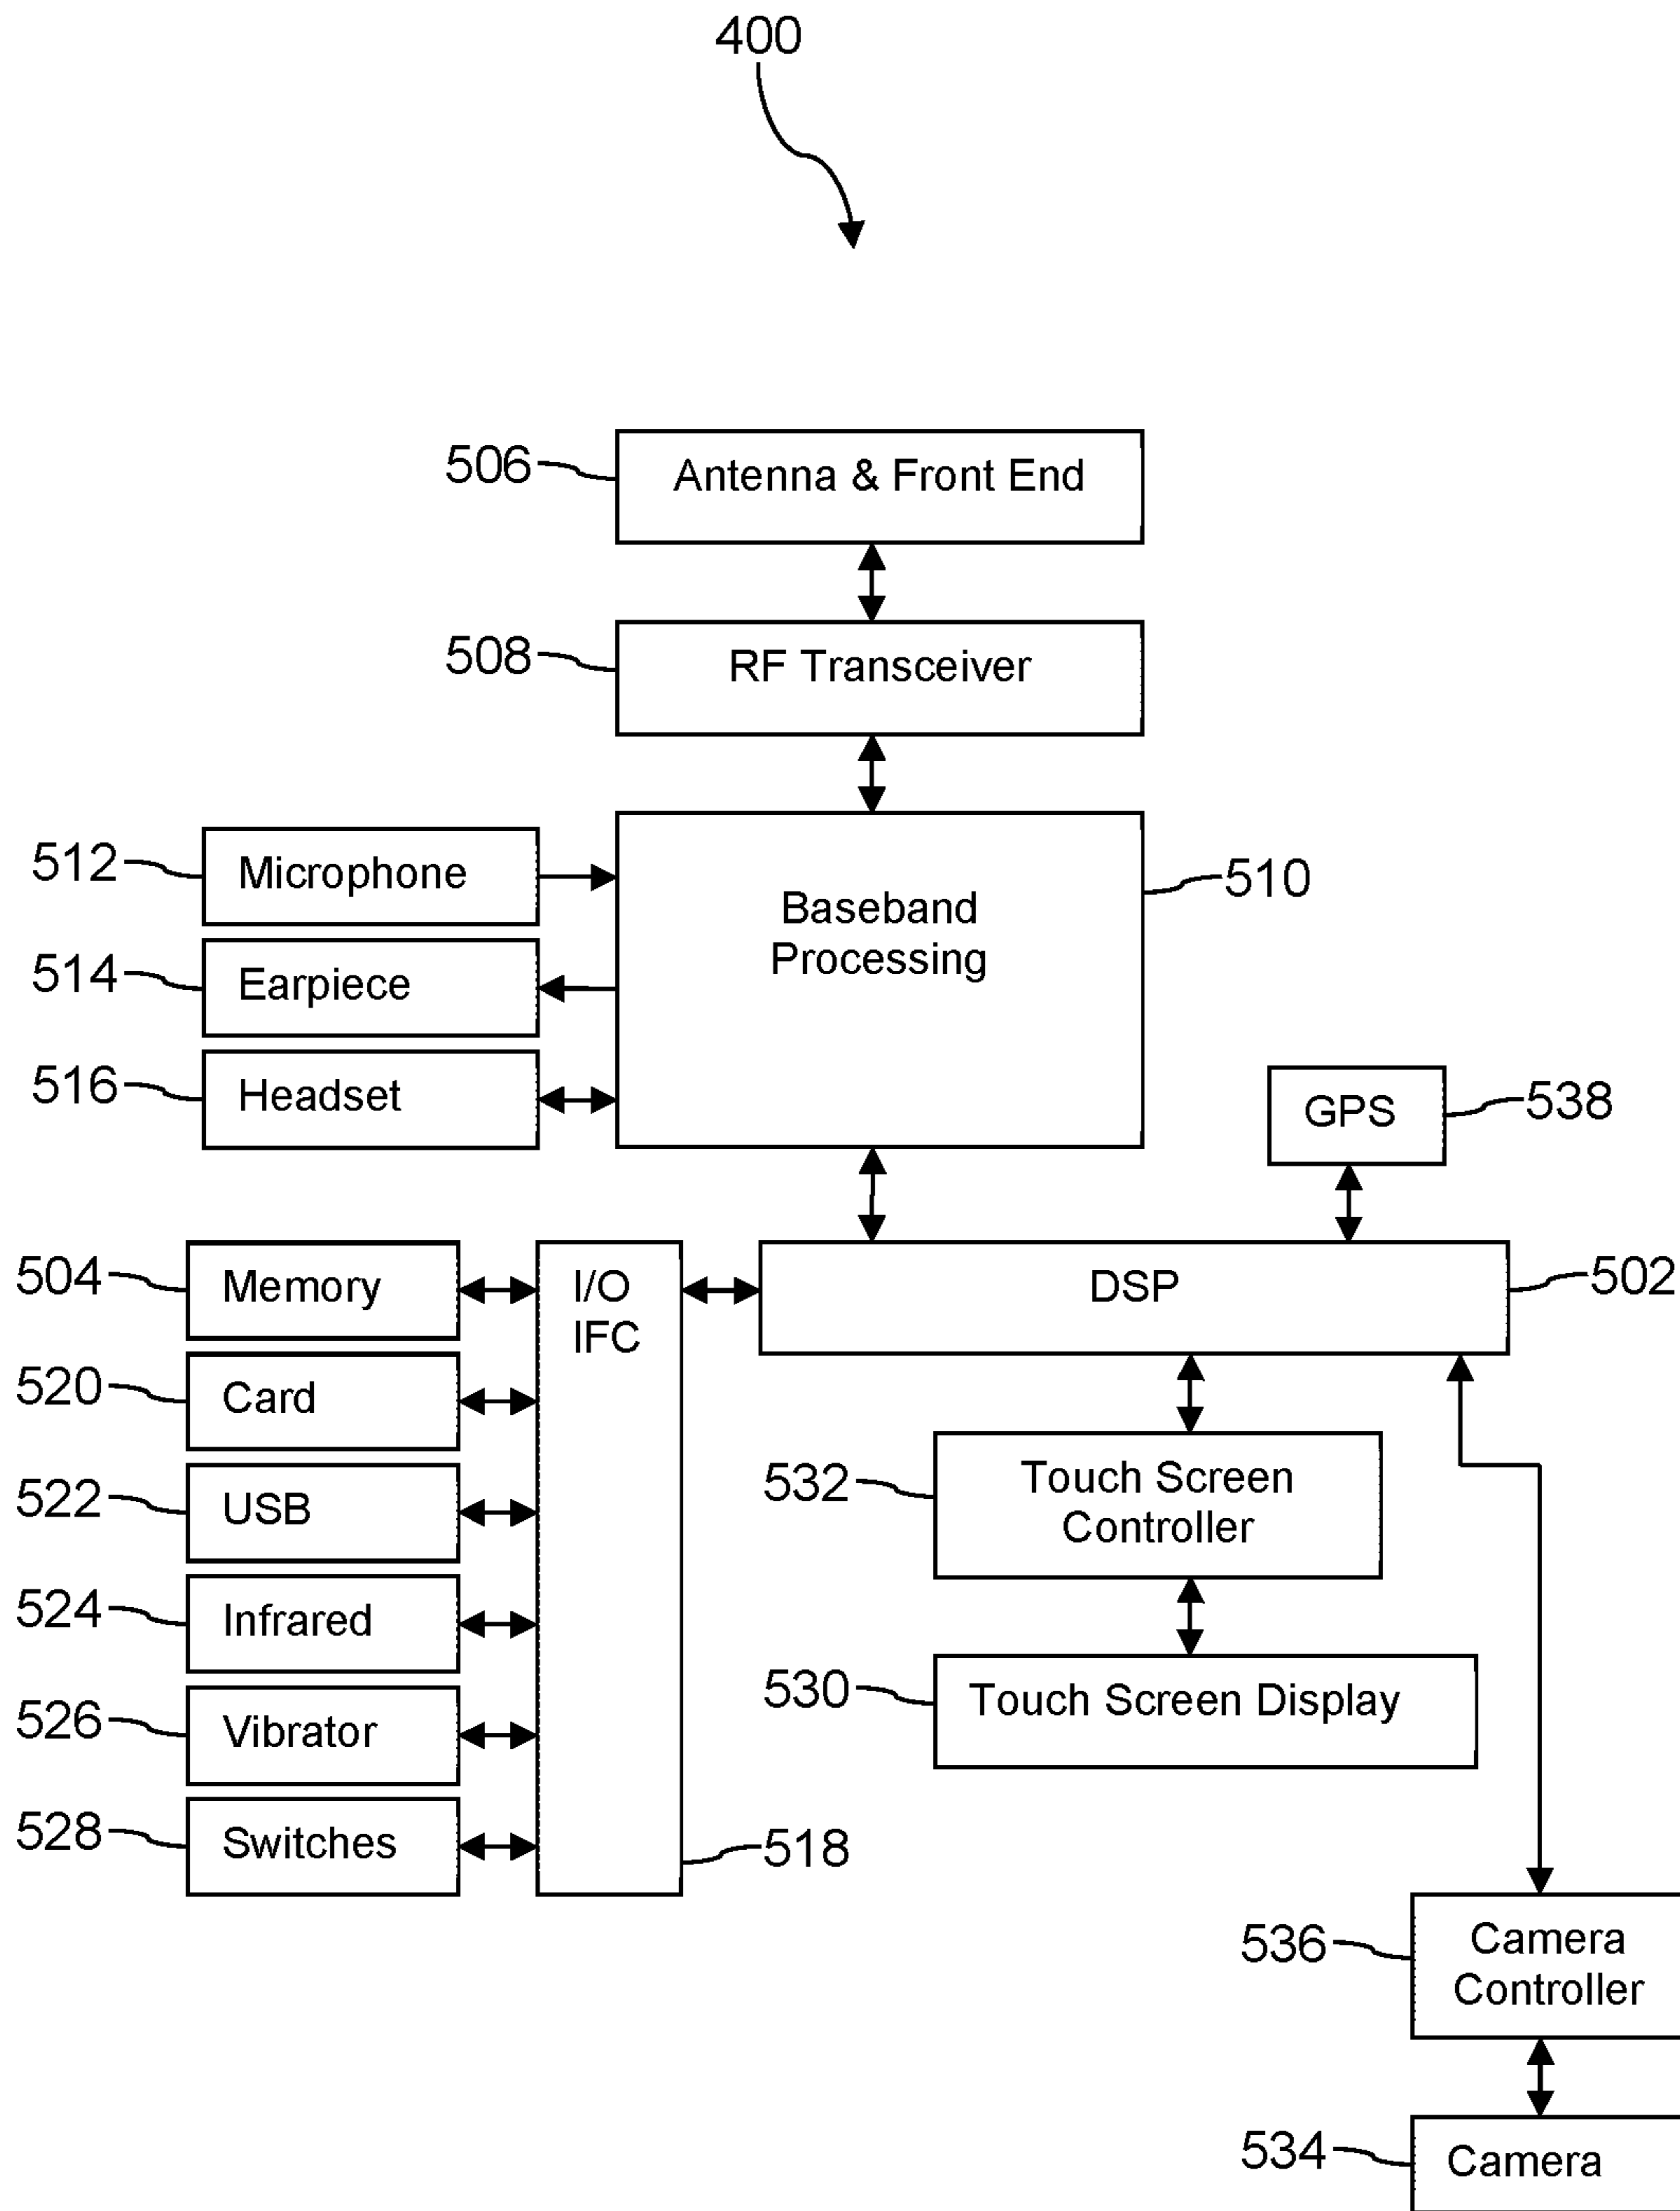 400
506
Antenna & Front End
508
RF Transceiver
512
Microphone
Baseband
Processing
510
514
Earpiece
516
Headset
GPS
538
504
Memory
I/O
IFC
DSP
502
520
Card
522
USB
532
Touch Screen
Controller
524
Infrared
526
Vibrator
530
Touch Screen Display
528
Switches
518
536
Camera
Controller
534
Camera